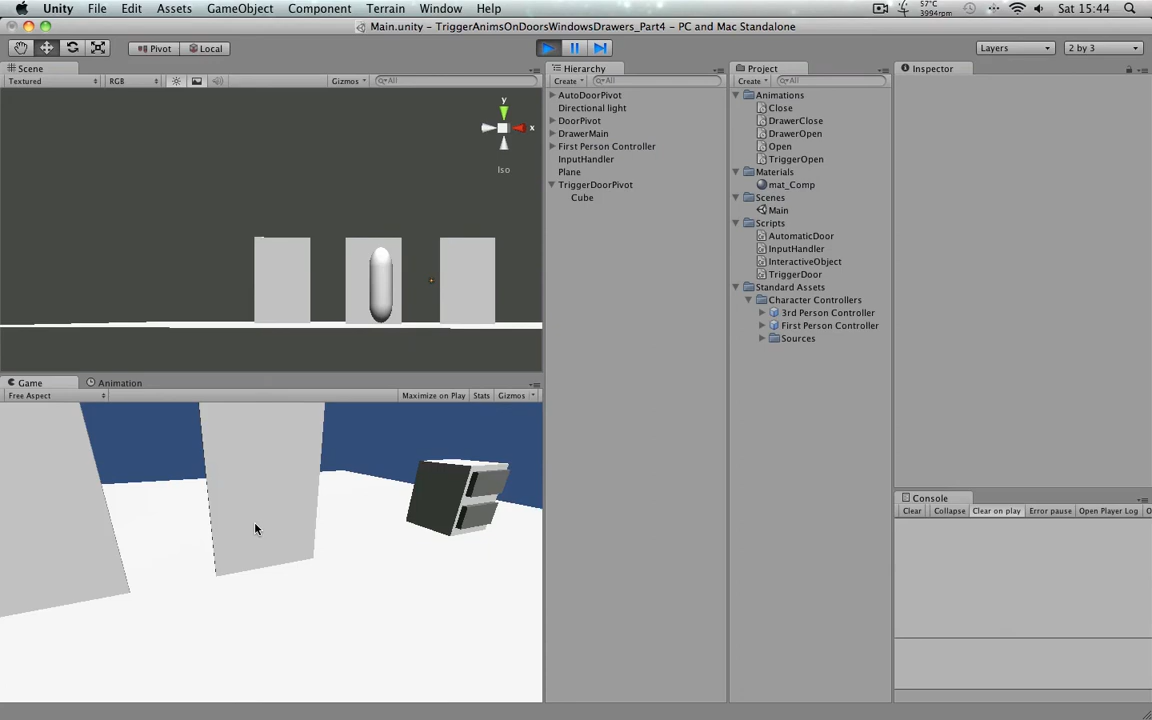 Unity File Edit Assets GameObject Component Terrain Window Help 57°C 3994rpm Sat 15:44
Main.unity - TriggerAnimsOnDoorsWindowsDrawers_Part4 - PC and Mac Standalone
Pivot Local Layers 2 by 3
Scene
Textured RGB Gizmos All
y
x
Iso
Game Animation
Free Aspect Maximize on Play Stats Gizmos
Hierarchy
Create All
AutoDoorPivot
Directional light
DoorPivot
DrawerMain
First Person Controller
InputHandler
Plane
TriggerDoorPivot
Cube
Project
Create All
Animations
Close
DrawerClose
DrawerOpen
Open
TriggerOpen
Materials
mat_Comp
Scenes
Main
Scripts
AutomaticDoor
InputHandler
InteractiveObject
TriggerDoor
Standard Assets
Character Controllers
3rd Person Controller
First Person Controller
Sources
Inspector
Console
Clear Collapse Clear on play Error pause Open Player Log O